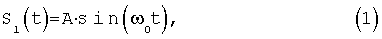 S₁(t)=A·sin(ω₀t), (1)